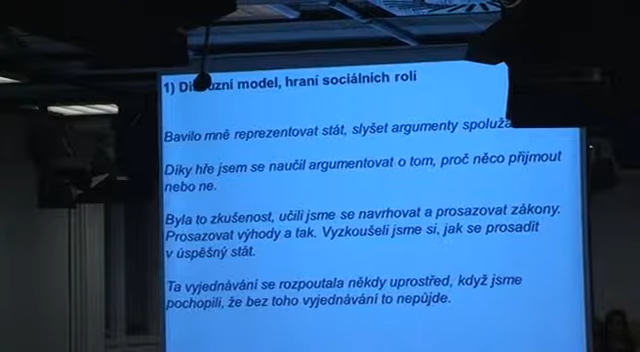 1) Di uzní model, hraní sociálních rolí
Bavilo mně reprezentovat stát, slyšet argumenty
Díky hře jsem se naučil argumentovat o tom, proč něco přijmout
nebo ne.
Byla to zkušenost, učili jsme se navrhovat a prosazovat zákony.
Prosazovat výhody a tak. Vyzkoušeli jsme si, jak se prosadit
v úspěšný stát.
Ta vyjednávání se rozpoutala někdy uprostřed, když jsme
pochopili, že bez toho vyjednávání to nepůjde.